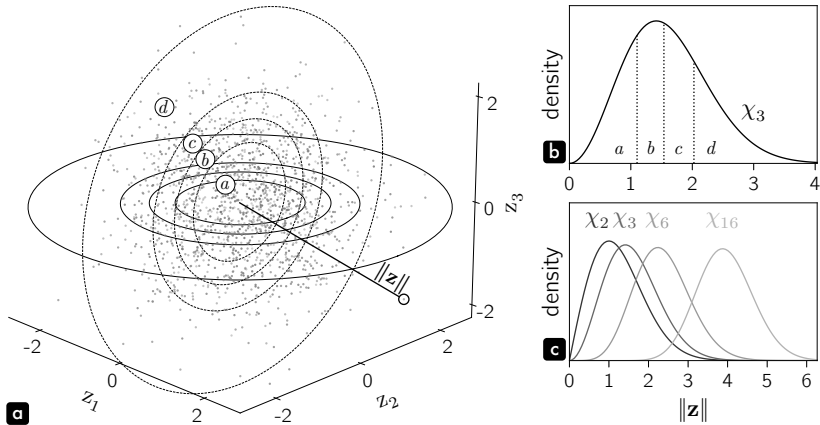 d
c
b
a
‖z‖
-2
0
2
z₁
-2
0
2
z₂
2
0
-2
z₃
a
density
χ₃
a b c d
b
0 1 2 3 4
χ₂ χ₃ χ₆ χ₁₆
density
c
0 1 2 3 4 5 6
‖z‖